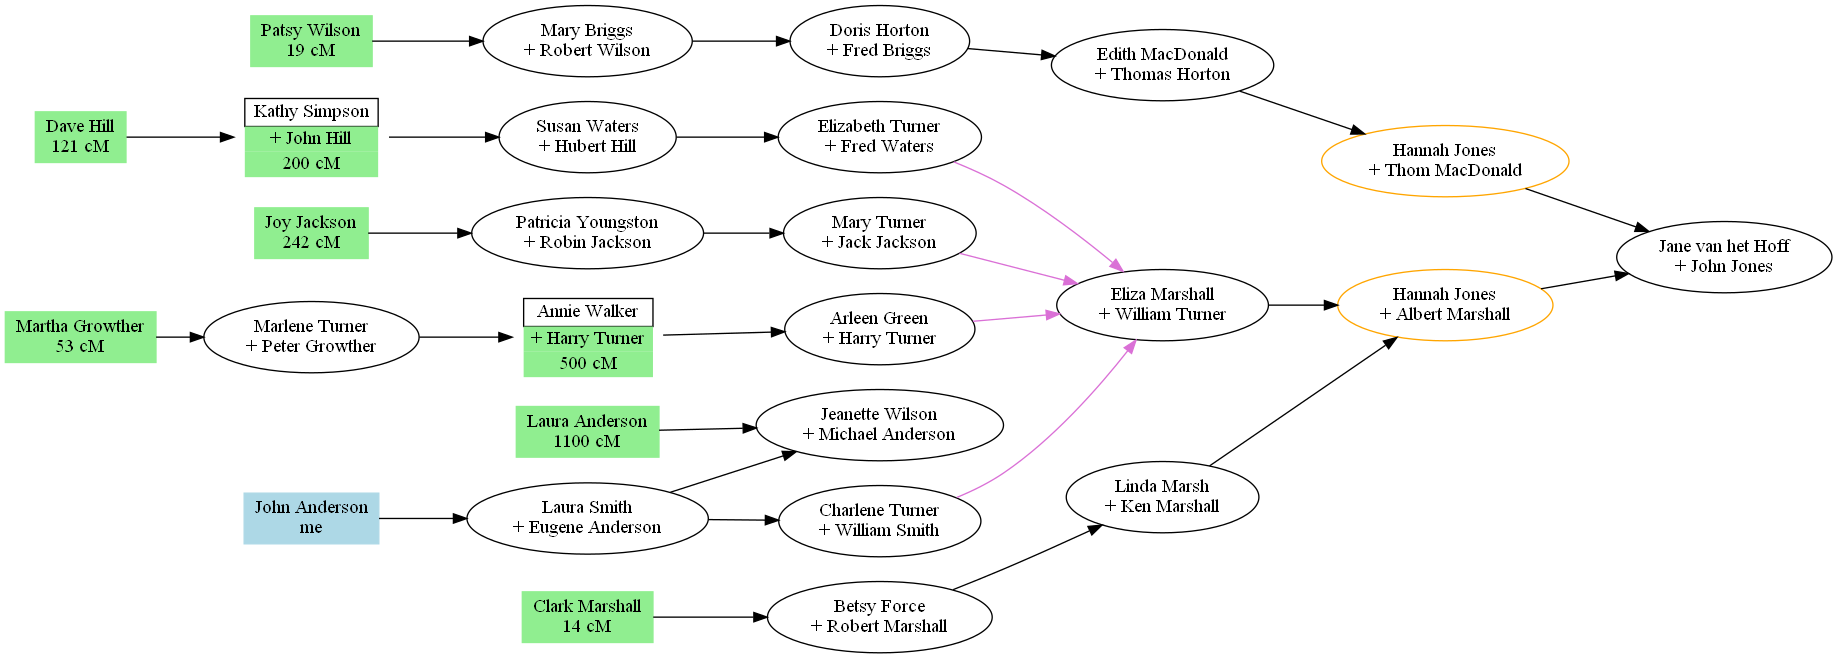 Patsy Wilson
19 cM
Mary Briggs
+ Robert Wilson
Doris Horton
+ Fred Briggs
Edith MacDonald
+ Thomas Horton
Dave Hill
121 cM
Kathy Simpson
+ John Hill
200 cM
Susan Waters
+ Hubert Hill
Elizabeth Turner
+ Fred Waters
Hannah Jones
+ Thom MacDonald
Joy Jackson
242 cM
Patricia Youngston
+ Robin Jackson
Mary Turner
+ Jack Jackson
Jane van het Hoff
+ John Jones
Martha Growther
53 cM
Marlene Turner
+ Peter Growther
Annie Walker
+ Harry Turner
500 cM
Arleen Green
+ Harry Turner
Eliza Marshall
+ William Turner
Hannah Jones
+ Albert Marshall
Laura Anderson
1100 cM
Jeanette Wilson
+ Michael Anderson
John Anderson
me
Laura Smith
+ Eugene Anderson
Charlene Turner
+ William Smith
Linda Marsh
+ Ken Marshall
Clark Marshall
14 cM
Betsy Force
+ Robert Marshall